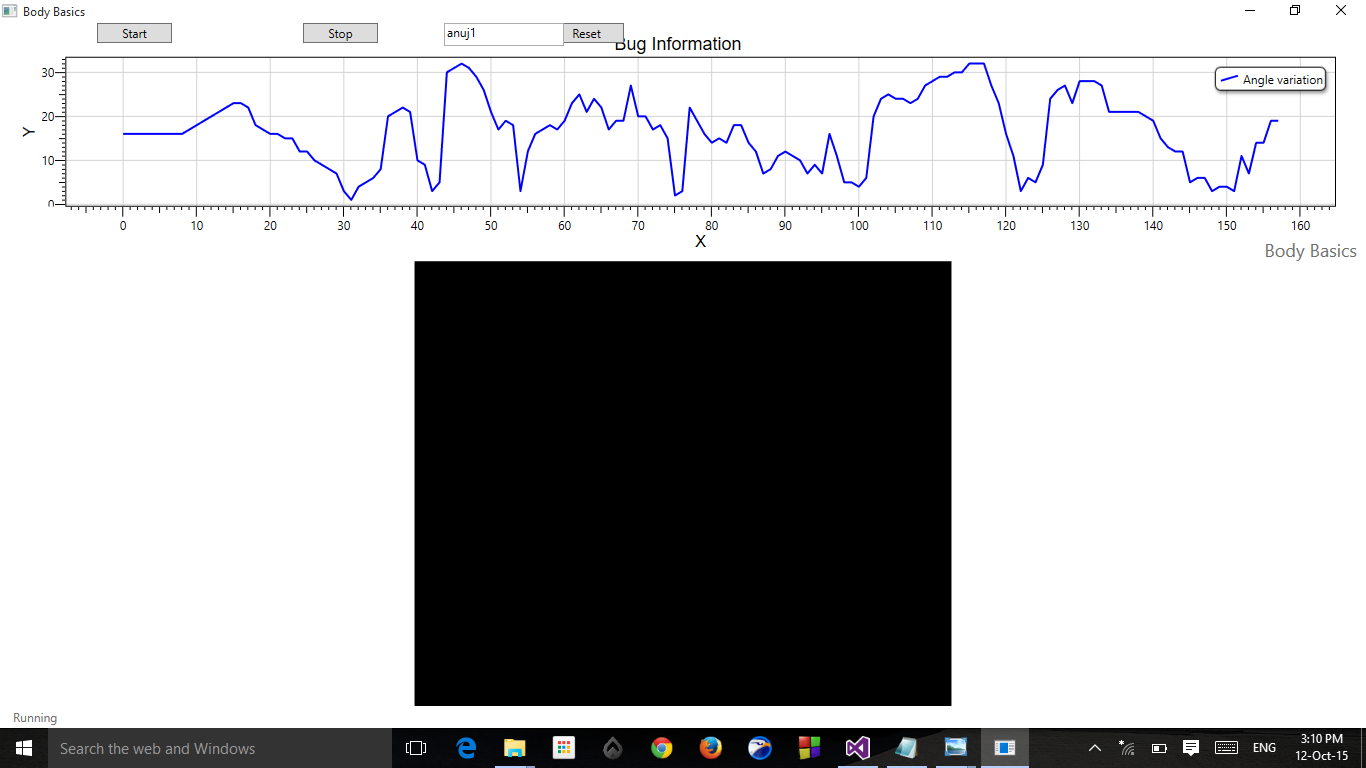 Body Basics
Start
Stop
anuj1
Reset
Bug Information
30
20
10
0
Y
Angle variation
0 10 20 30 40 50 60 70 80 90 100 110 120 130 140 150 160
X
Body Basics
Running
Search the web and Windows
ENG
3:10 PM
12-Oct-15